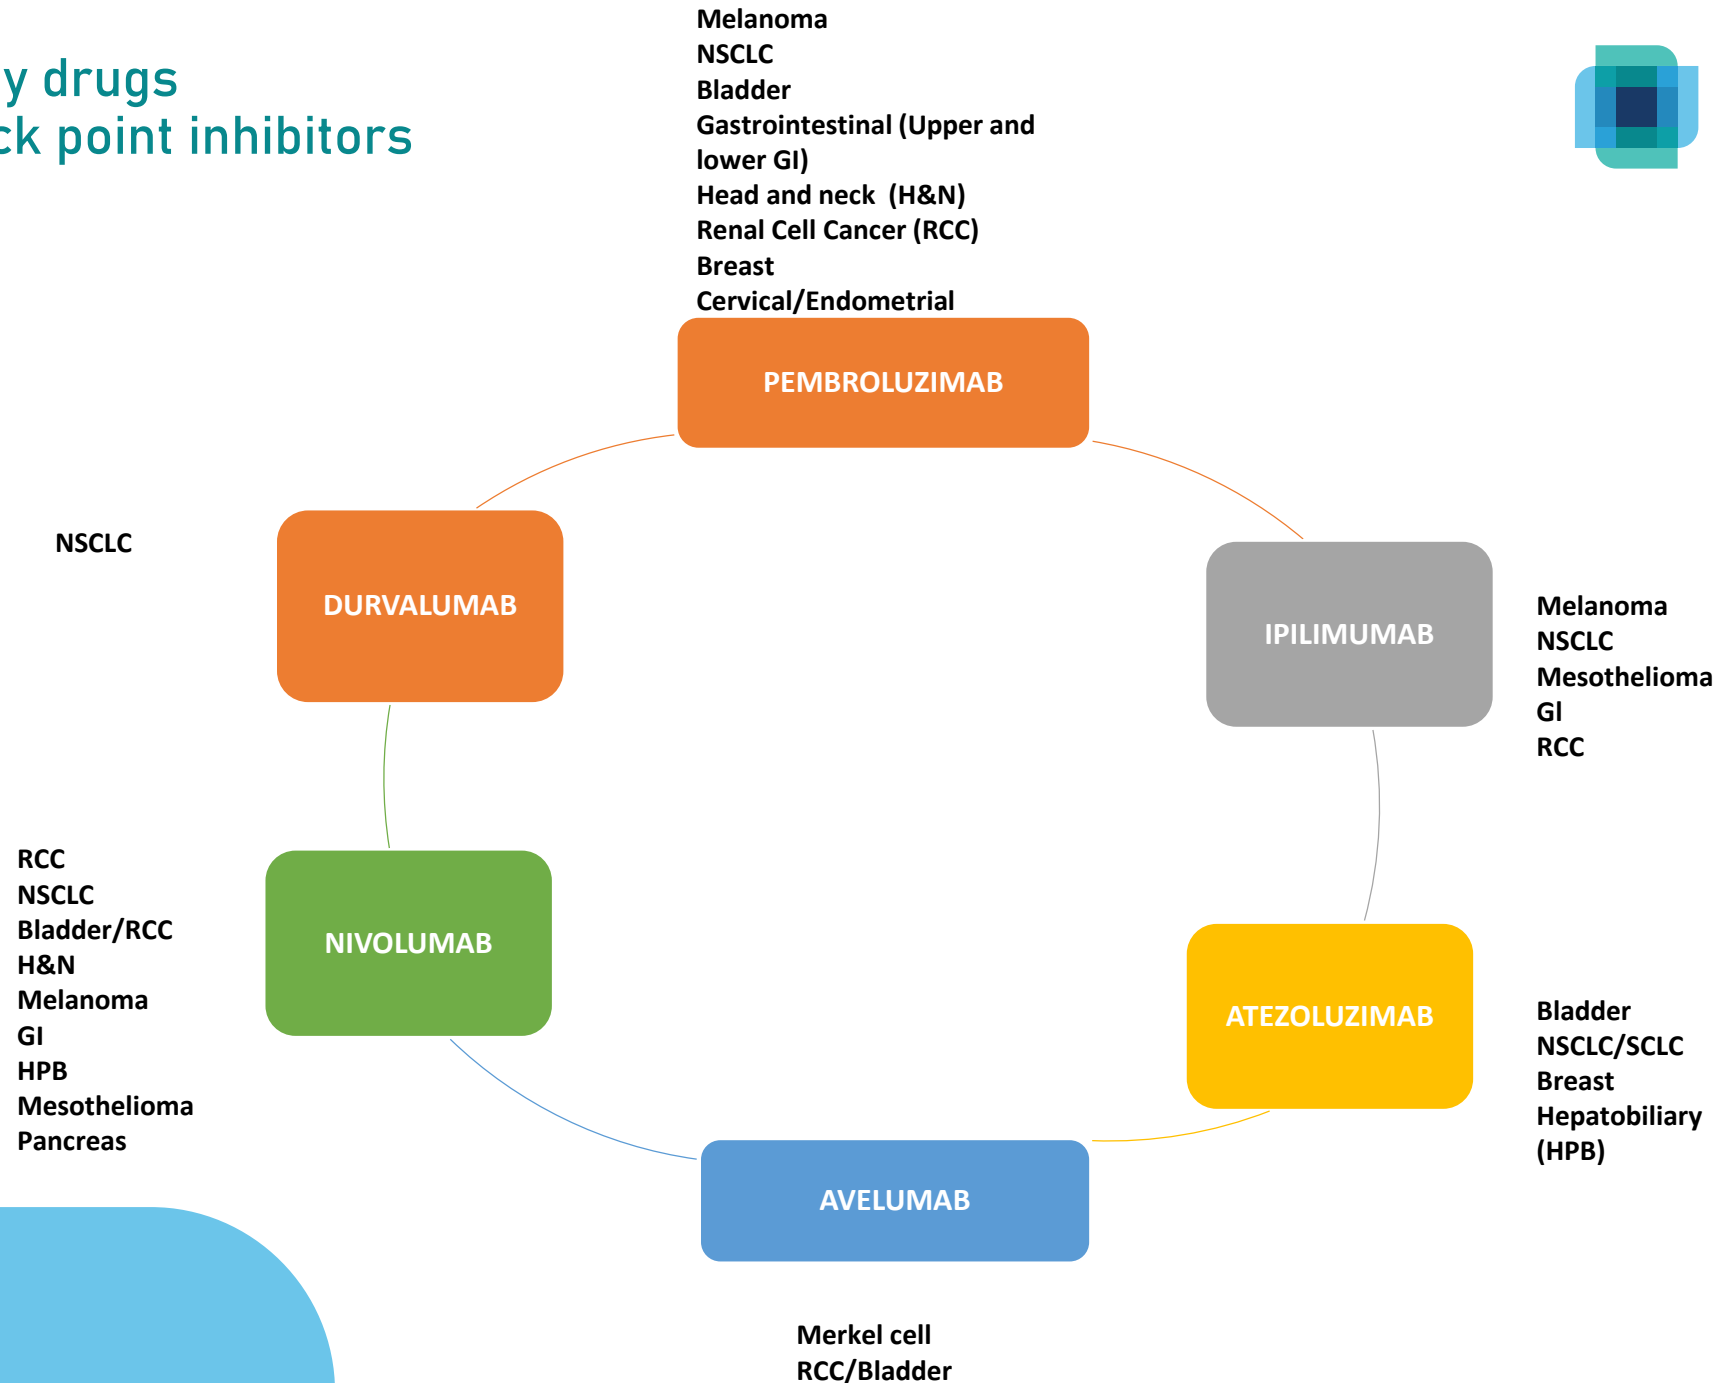 y drugs
ck point inhibitors
Melanoma
NSCLC
Bladder
Gastrointestinal (Upper and
lower GI)
Head and neck (H&N)
Renal Cell Cancer (RCC)
Breast
Cervical/Endometrial
PEMBROLUZIMAB
NSCLC
DURVALUMAB
IPILIMUMAB
Melanoma
NSCLC
Mesothelioma
Gl
RCC
RCC
NSCLC
Bladder/RCC
H&N
Melanoma
GI
HPB
Mesothelioma
Pancreas
NIVOLUMAB
ATEZOLUZIMAB
Bladder
NSCLC/SCLC
Breast
Hepatobiliary
(HPB)
AVELUMAB
Merkel cell
RCC/Bladder